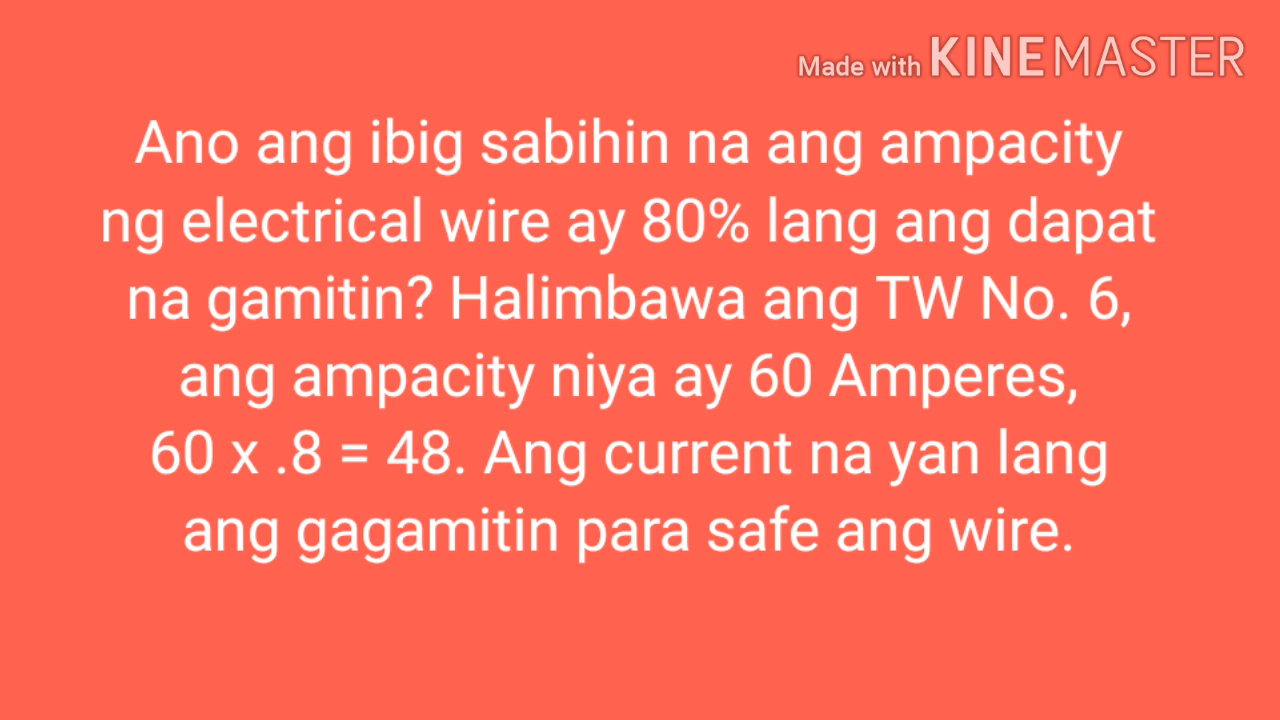 Made with KINEMASTER
Ano ang ibig sabihin na ang ampacity
ng electrical wire ay 80% lang ang dapat
na gamitin? Halimbawa ang TW No. 6,
ang ampacity niya ay 60 Amperes,
60 x .8 = 48. Ang current na yan lang
ang gagamitin para safe ang wire.